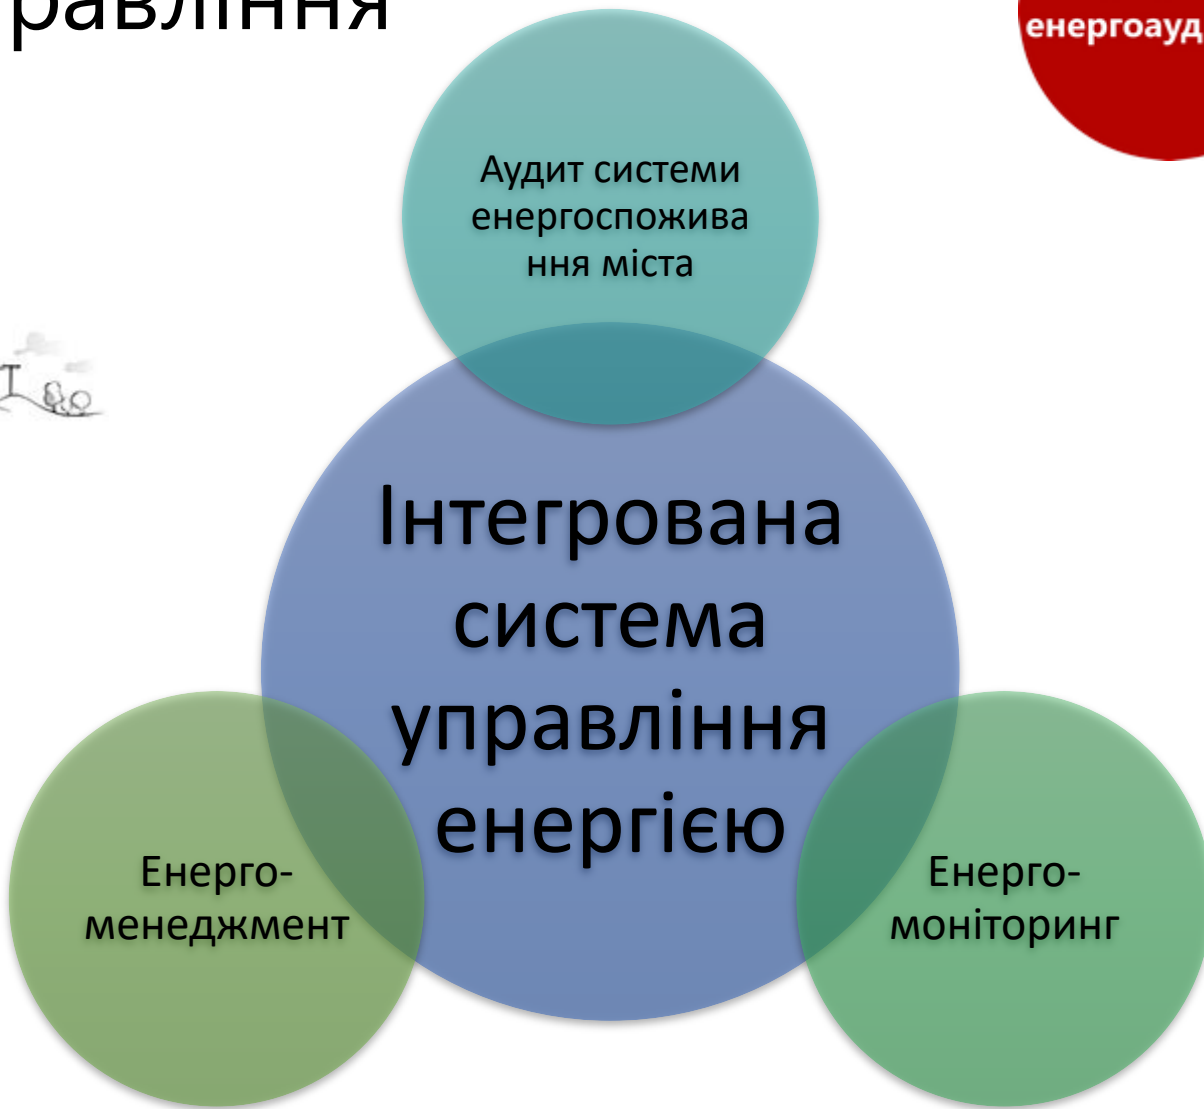 равління
енергоауд
Аудит системи
енергоспожива
ння міста
Інтегрована
система
управління
енергією
Енерго-
менеджмент
Енерго-
моніторинг